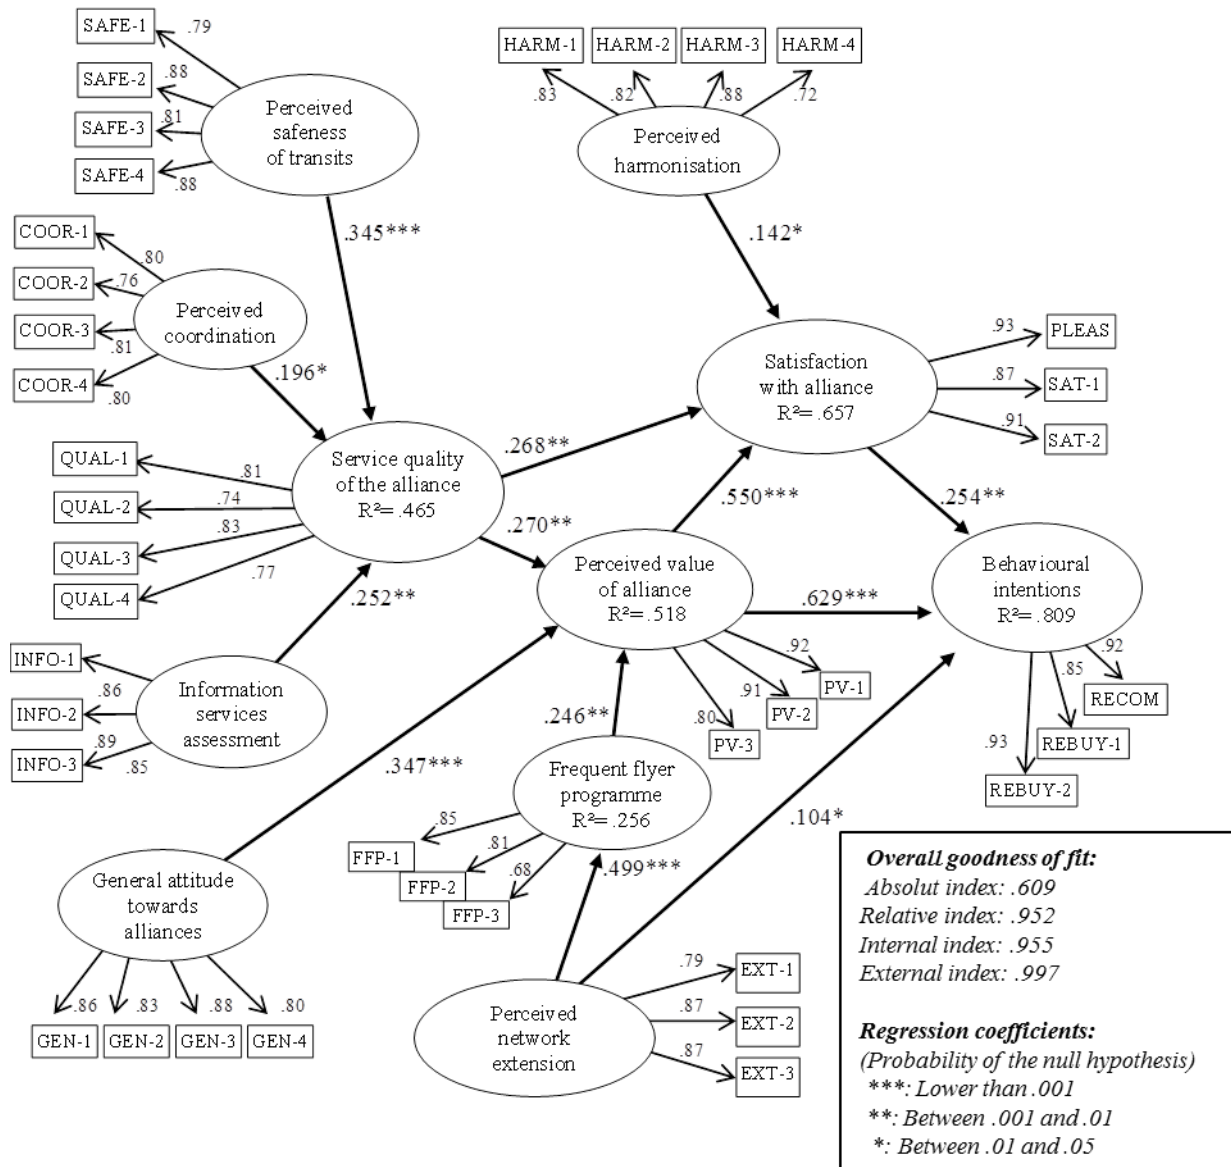 SAFE-1
.79
SAFE-2
.88
SAFE-3
.81
SAFE-4
.88
Perceived
safeness
of transits
HARM-1
HARM-2
HARM-3
HARM-4
.83
.82
.88
.72
Perceived
harmonisation
.345***
.142*
COOR-1
.80
COOR-2
.76
COOR-3
.81
COOR-4
.80
Perceived
coordination
.196*
Satisfaction
with alliance
R²= .657
.93
PLEAS
.87
SAT-1
.91
SAT-2
QUAL-1
.81
QUAL-2
.74
QUAL-3
.83
QUAL-4
.77
Service quality
of the alliance
R²= .465
.268**
.550***
.254**
.270**
Perceived value
of alliance
R²= .518
.629***
Behavioural
intentions
R²= .809
.252**
INFO-1
.86
INFO-2
.89
INFO-3
.85
Information
services
assessment
.92
PV-1
.91
PV-2
.80
PV-3
.92
RECOM
.85
REBUY-1
.93
REBUY-2
.246**
.347***
Frequent flyer
programme
R²= .256
.104*
.85
FFP-1
.81
FFP-2
.68
FFP-3
.499***
General attitude
towards
alliances
.86
.83
.88
.80
GEN-1
GEN-2
GEN-3
GEN-4
Perceived
network
extension
.79
EXT-1
.87
EXT-2
.87
EXT-3
Overall goodness of fit:
Absolut index: .609
Relative index: .952
Internal index: .955
External index: .997
Regression coefficients:
(Probability of the null hypothesis)
***: Lower than .001
**: Between .001 and .01
*: Between .01 and .05